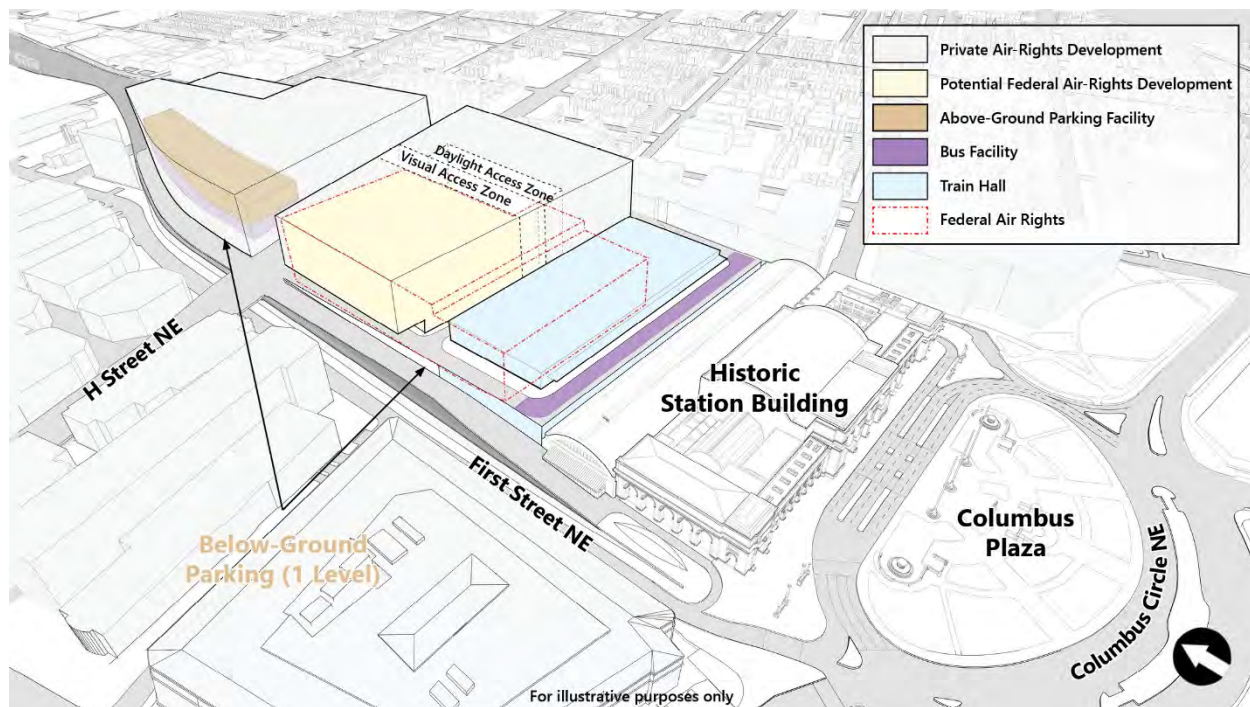 Private Air-Rights Development
Potential Federal Air-Rights Development
Above-Ground Parking Facility
Bus Facility
Train Hall
Federal Air Rights
Daylight Access Zone
Visual Access Zone
H Street NE
Historic
Station Building
First Street NE
Columbus
Plaza
Columbus Circle NE
Below-Ground
Parking (1 Level)
For illustrative purposes only